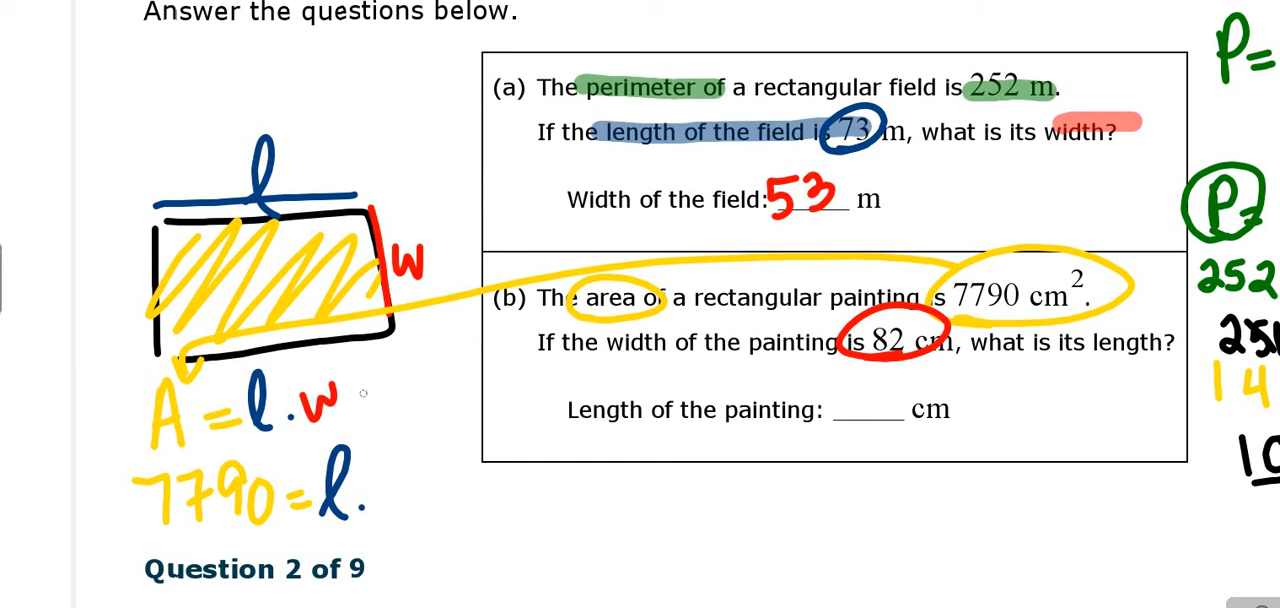 Answer the questions below.
P=
(a) The perimeter of a rectangular field is 252 m.
If the length of the field is 73 m, what is its width?
Width of the field: 53 m
l
W
P=
252
(b) The area of a rectangular painting is 7790 cm².
If the width of the painting is 82 cm, what is its length?
Length of the painting: _____ cm
A = l . w
14
7790 = l .
10
Question 2 of 9